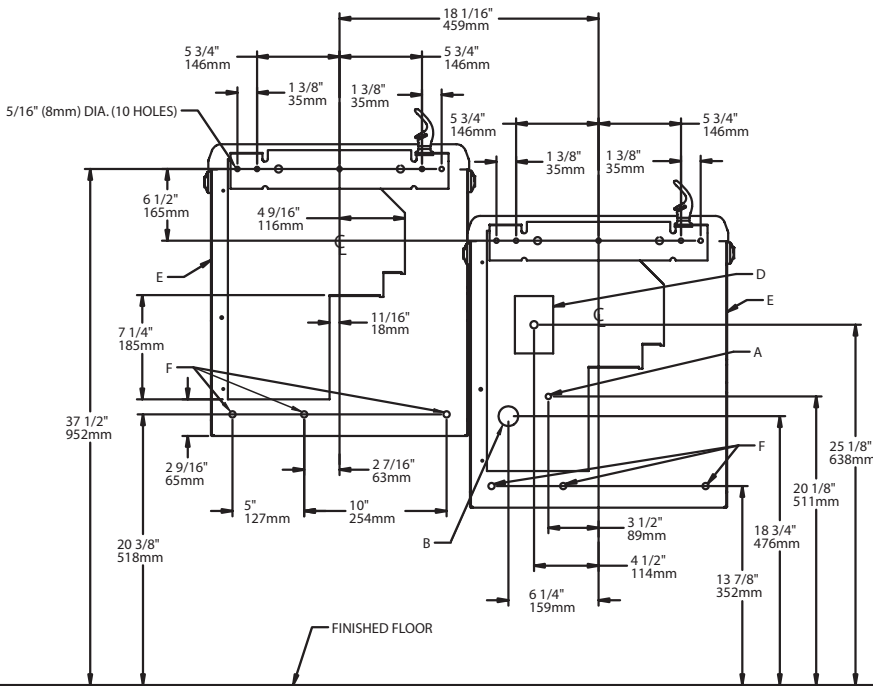 18 1/16"
459mm
5 3/4"
146mm
5 3/4"
146mm
1 3/8"
35mm
1 3/8"
35mm
5/16" (8mm) DIA. (10 HOLES)
5 3/4"
146mm
5 3/4"
146mm
1 3/8"
35mm
1 3/8"
35mm
6 1/2"
165mm
4 9/16"
116mm
CL
E
D
E
CL
11/16"
18mm
7 1/4"
185mm
A
F
37 1/2"
952mm
25 1/8"
638mm
F
2 9/16"
65mm
2 7/16"
63mm
20 1/8"
511mm
5"
127mm
10"
254mm
3 1/2"
89mm
18 3/4"
476mm
B
20 3/8"
518mm
4 1/2"
114mm
13 7/8"
352mm
6 1/4"
159mm
FINISHED FLOOR